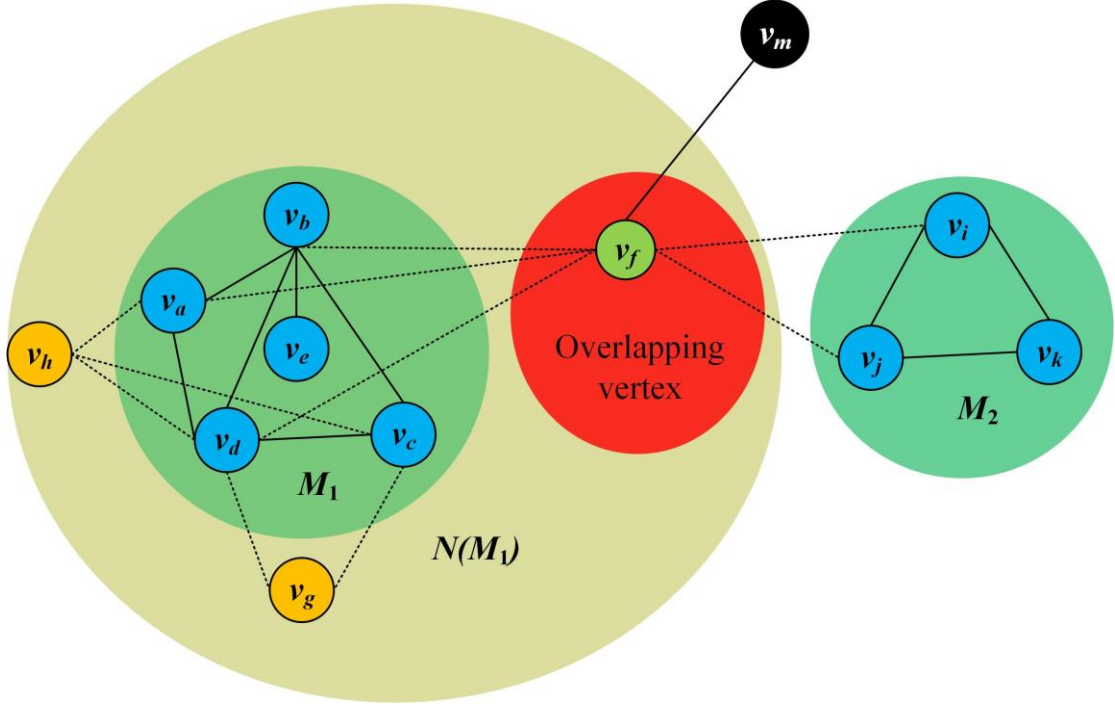 v_m
v_b
v_f
v_i
v_a
v_h
v_e
v_j
v_k
Overlapping
vertex
v_d
v_c
M_2
M_1
N(M_1)
v_g